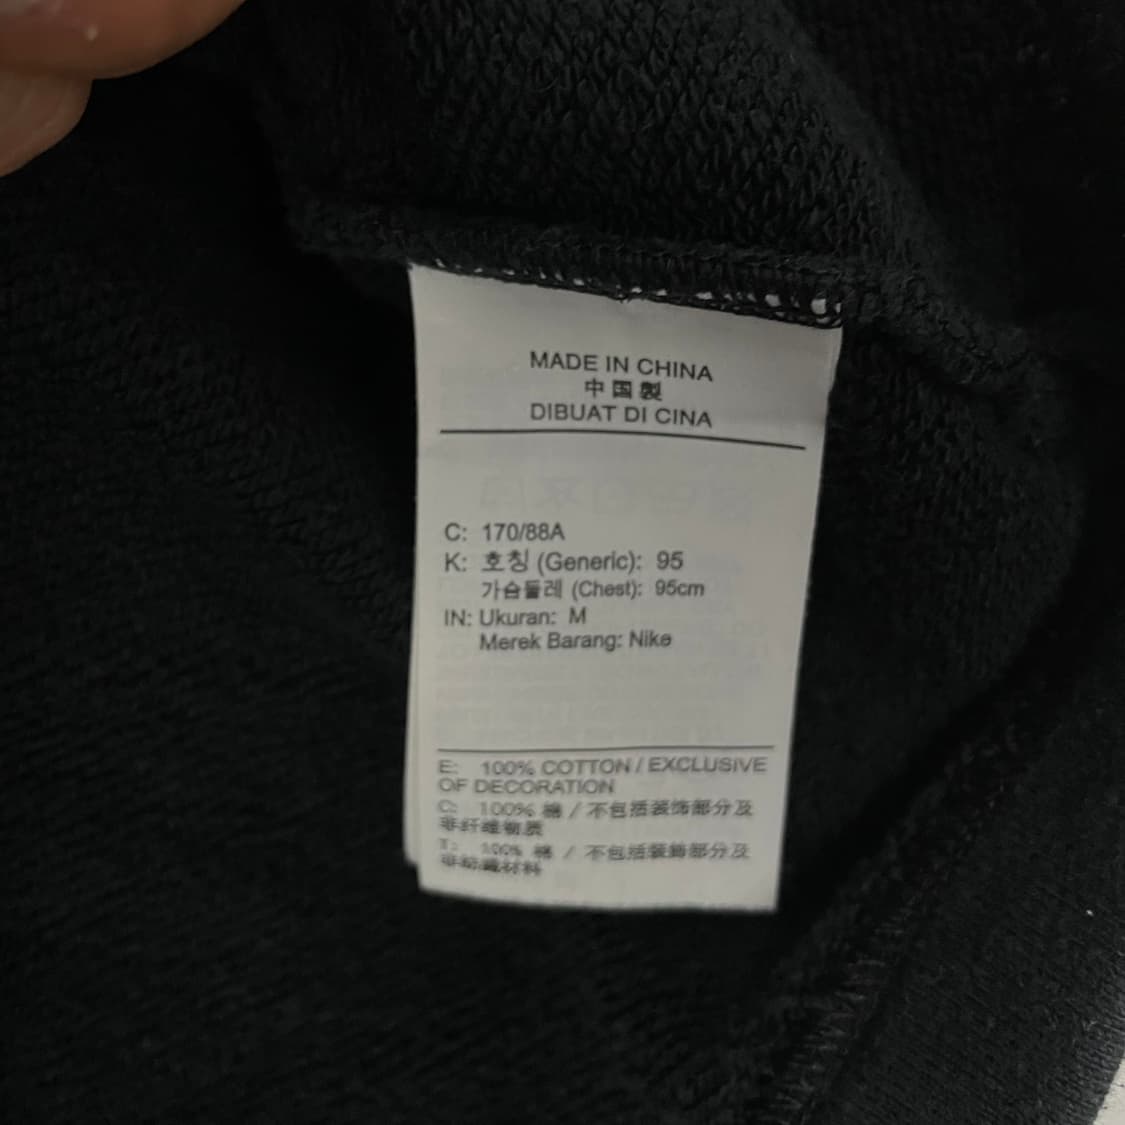 MADE IN CHINA
中国製
DIBUAT DI CINA
C: 170/88A
K: 호칭 (Generic): 95
가슴둘레 (Chest): 95cm
IN: Ukuran: M
Merek Barang: Nike
E: 100% COTTON / EXCLUSIVE
OF DECORATION
C: 100% 棉 / 不包括装饰部分及
非纤维物质
T: 100% 棉 / 不包括裝飾部分及
非紡織材料